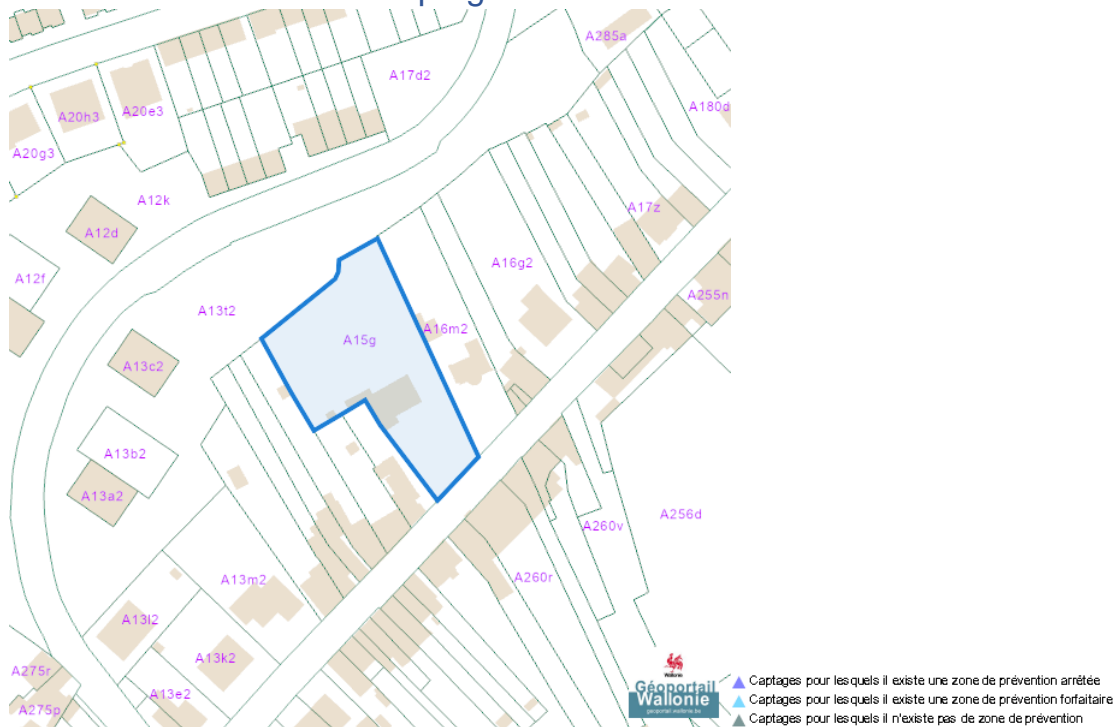 A285a
A17d2
A20h3
A20e3
A180d
A20g3
A12k
A17z
A12d
A16g2
A12f
A255n
A13t2
A15g
A16m2
A13c2
A13b2
A13a2
A256d
A260v
A13m2
A260r
A13l2
A13k2
A275r
A13e2
A275p
Wallonie
Géoportail
Wallonie
geoportail.wallonie.be
Captages pour lesquels il existe une zone de prévention arrêtée
Captages pour lesquels il existe une zone de prévention forfaitaire
Captages pour lesquels il n'existe pas de zone de prévention